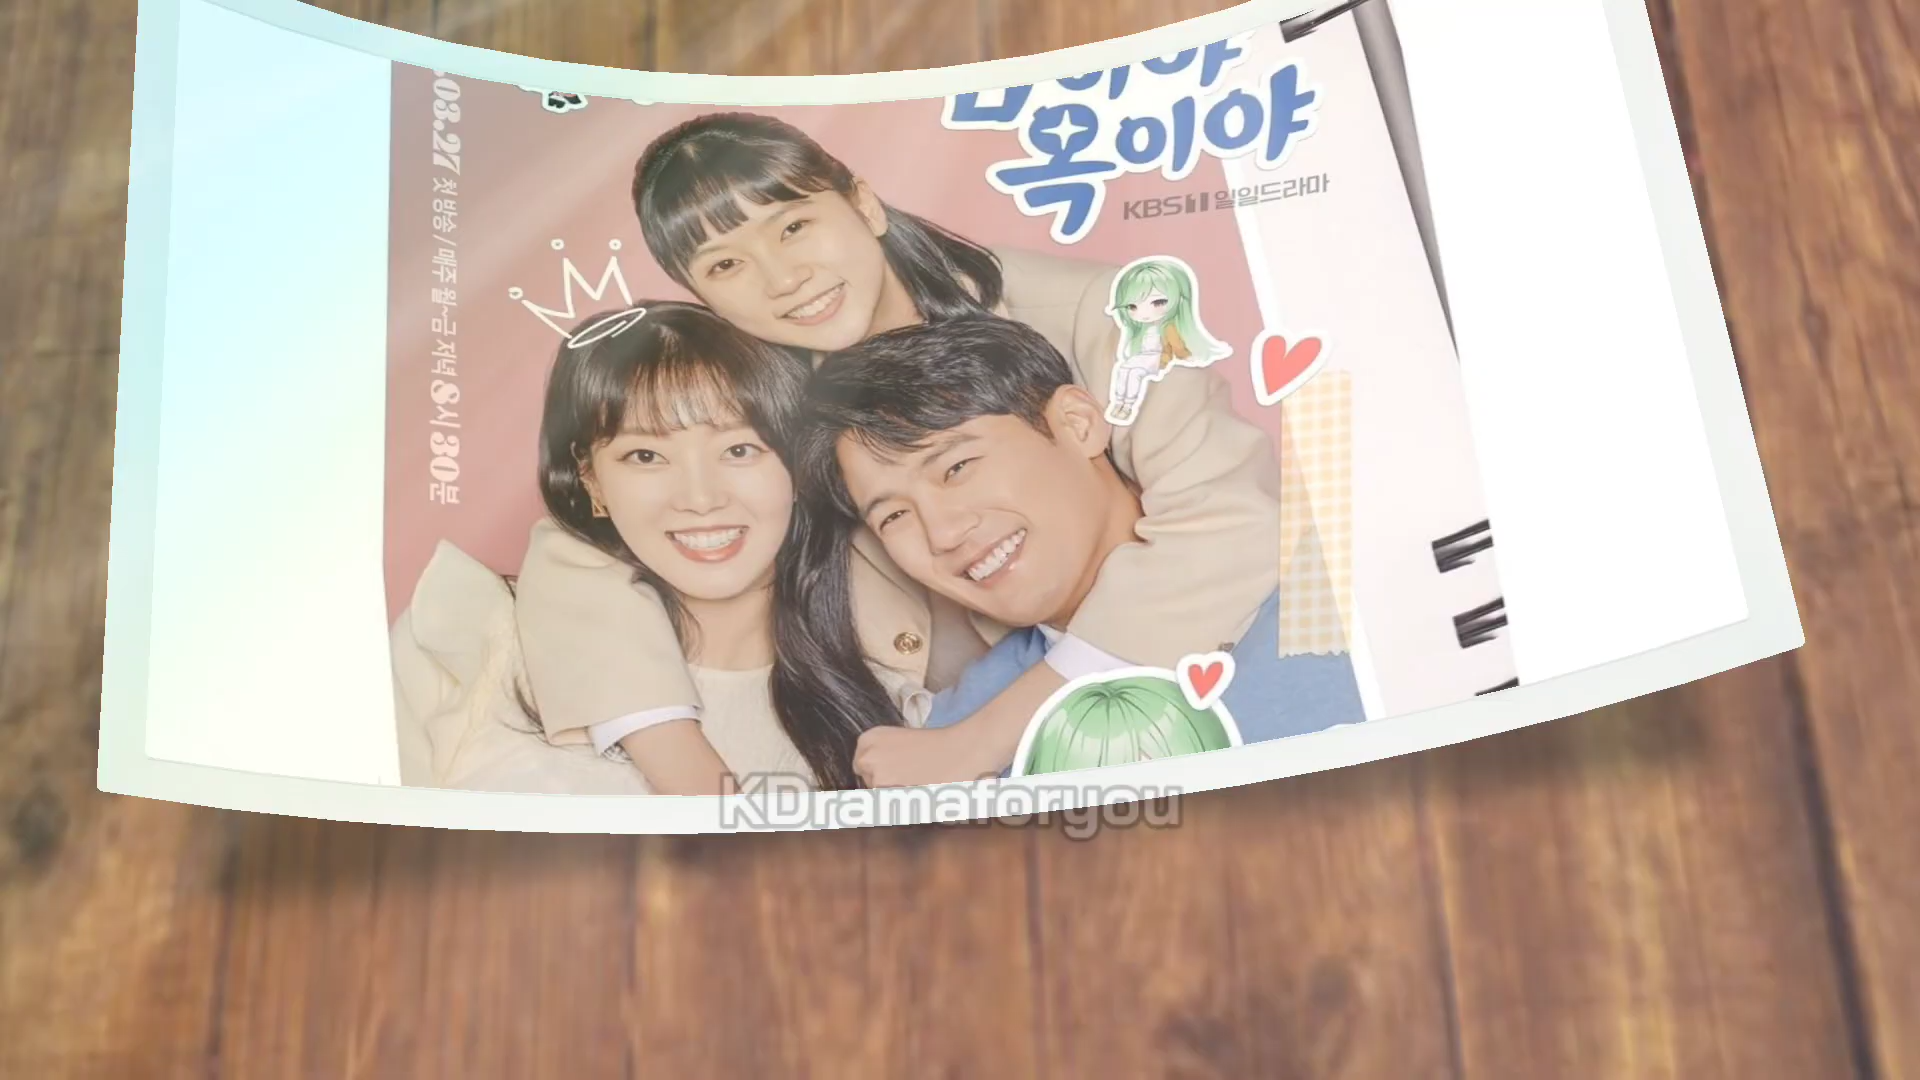 03.27 첫 방송 / 매주 월~금 저녁 8시 30분
옥이야
KBS1 일일드라마
KDramaforyou